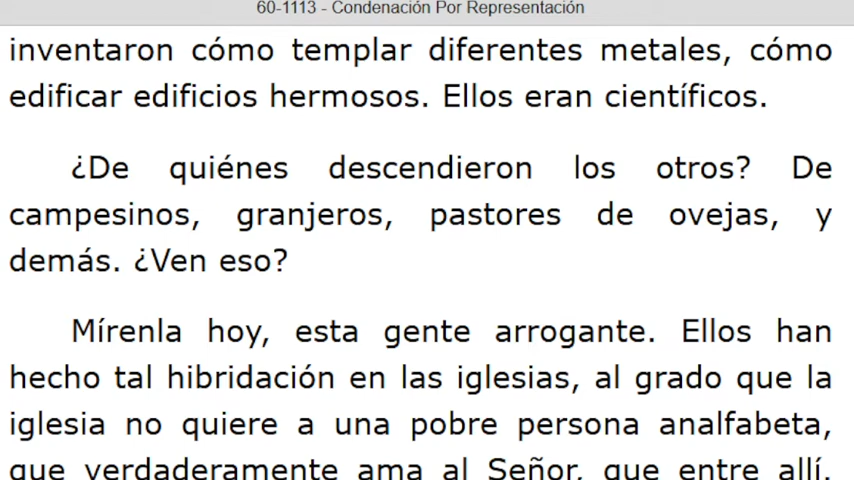 60-1113 - Condenación Por Representación
inventaron cómo templar diferentes metales, cómo
edificar edificios hermosos. Ellos eran científicos.
¿De quiénes descendieron los otros? De
campesinos, granjeros, pastores de ovejas, y
demás. ¿Ven eso?
Mírenla hoy, esta gente arrogante. Ellos han
hecho tal hibridación en las iglesias, al grado que la
iglesia no quiere a una pobre persona analfabeta,
que verdaderamente ama al Señor, que entre allí.